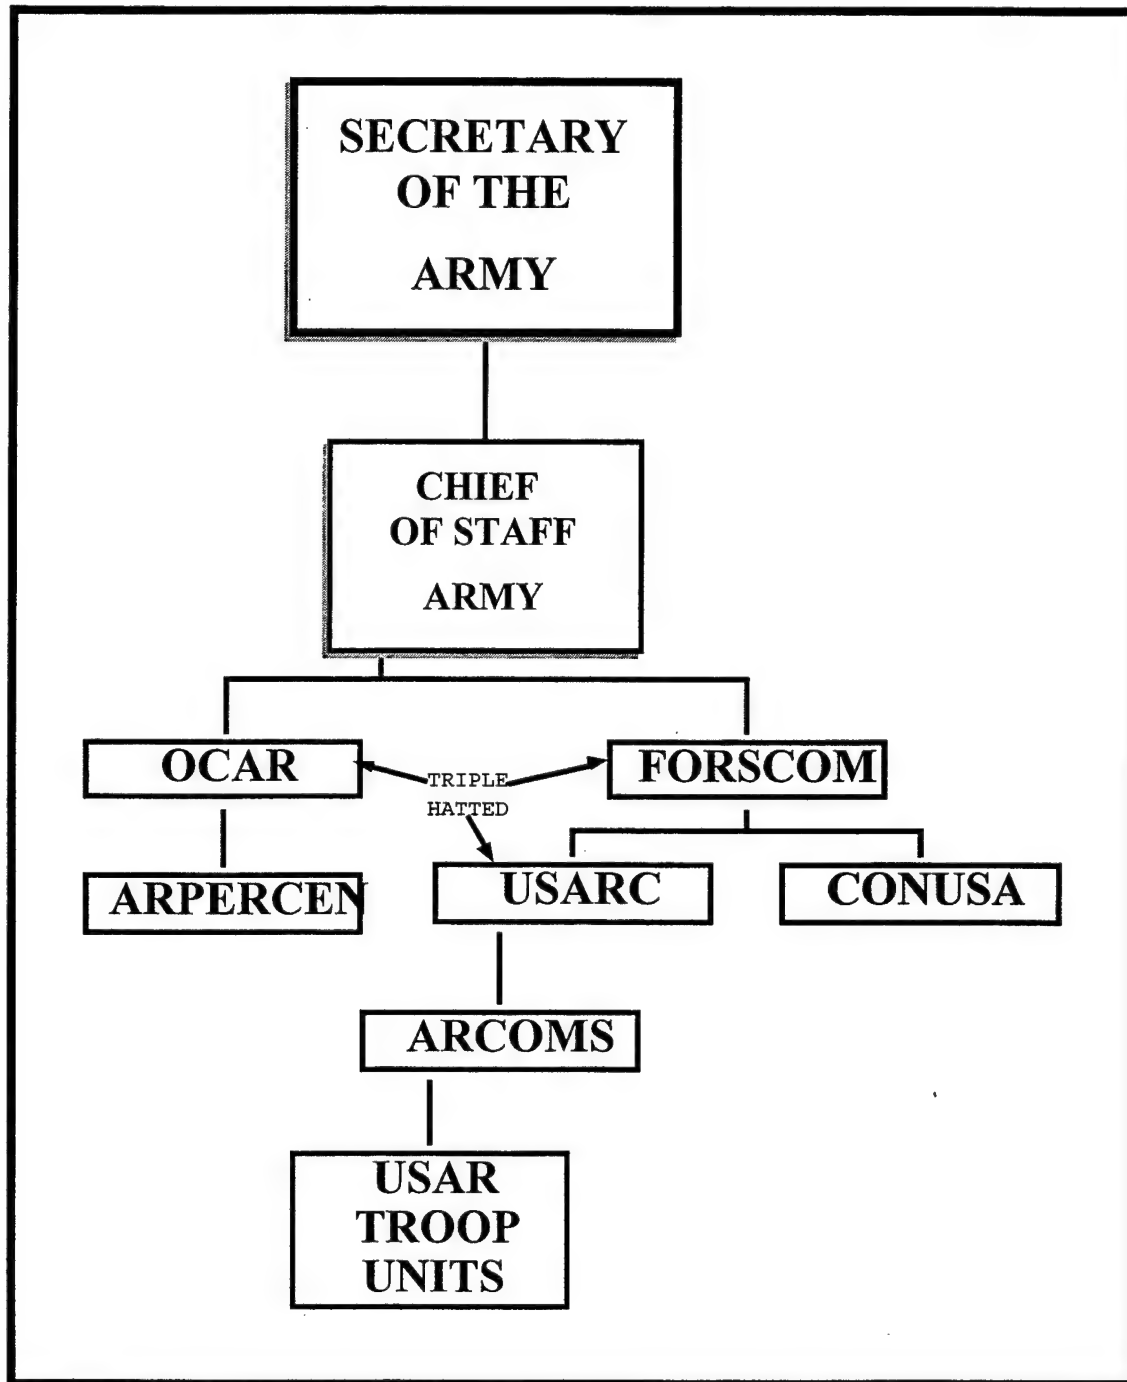 SECRETARY
OF THE
ARMY
CHIEF
OF STAFF
ARMY
OCAR
FORSCOM
TRIPLE
HATTED
ARPERCEN
USARC
CONUSA
ARCOMS
USAR
TROOP
UNITS